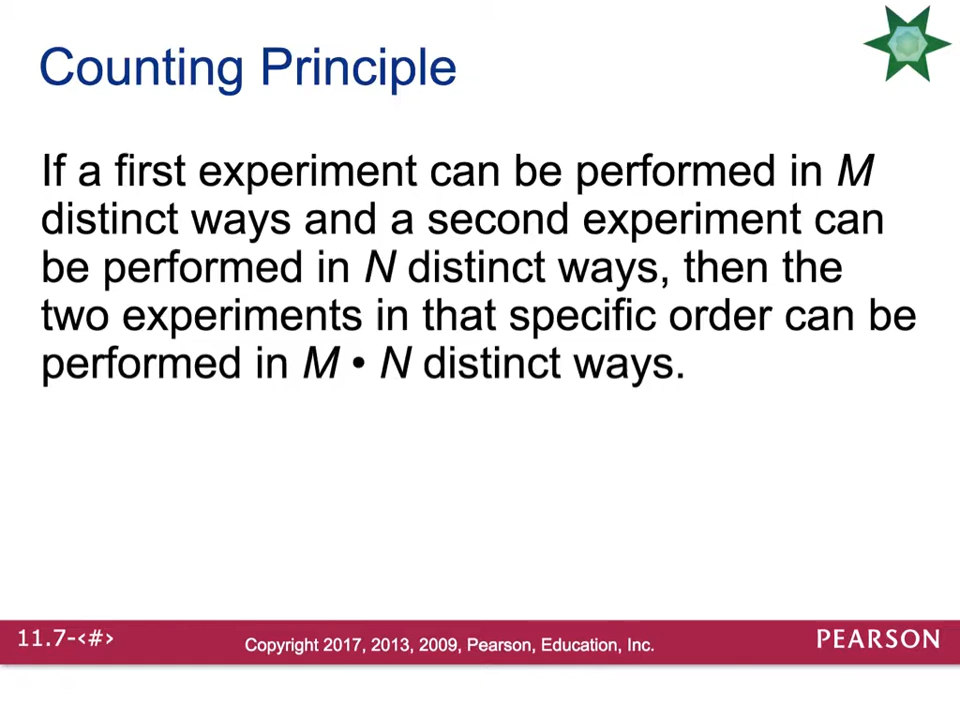 Counting Principle
If a first experiment can be performed in M
distinct ways and a second experiment can
be performed in N distinct ways, then the
two experiments in that specific order can be
performed in M • N distinct ways.
11.7-‹#›
Copyright 2017, 2013, 2009, Pearson, Education, Inc.
PEARSON